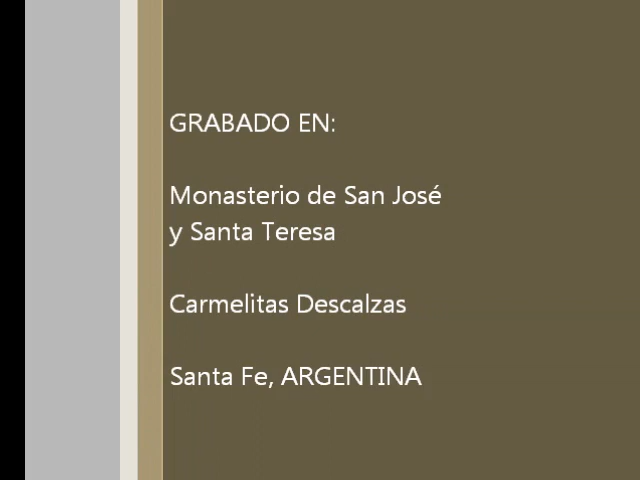 GRABADO EN:
Monasterio de San José
y Santa Teresa
Carmelitas Descalzas
Santa Fe, ARGENTINA